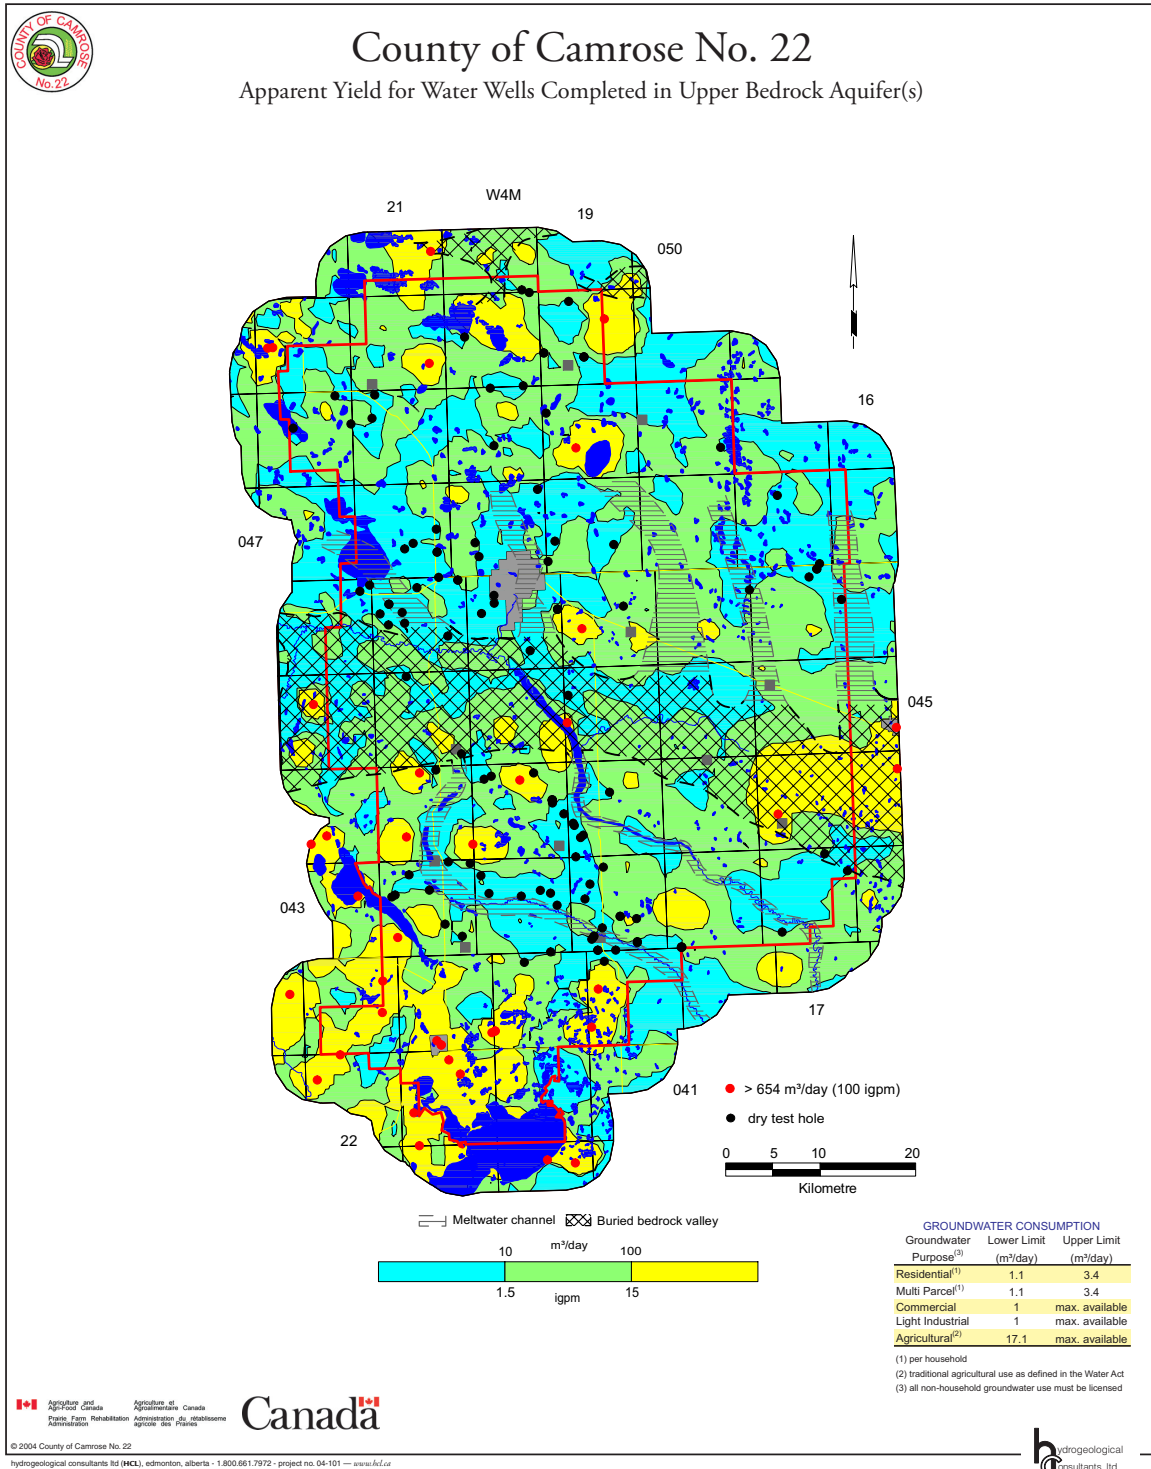 COUNTY OF CAMROSE
No.22
County of Camrose No. 22
Apparent Yield for Water Wells Completed in Upper Bedrock Aquifer(s)
W4M
21
19
050
16
047
045
043
17
041
22
> 654 m³/day (100 igpm)
dry test hole
0 5 10 20
Kilometre
Meltwater channel Buried bedrock valley
m³/day
10 100
1.5 15
igpm
GROUNDWATER CONSUMPTION
Groundwater Lower Limit Upper Limit
Purpose(3) (m³/day) (m³/day)
Residential(1) 1.1 3.4
Multi Parcel(1) 1.1 3.4
Commercial 1 max. available
Light Industrial 1 max. available
Agricultural(2) 17.1 max. available
(1) per household
(2) traditional agricultural use as defined in the Water Act
(3) all non-household groundwater use must be licensed
Agriculture and Agriculture et
Agri-Food Canada Agroalimentaire Canada
Prairie Farm Rehabilitation Administration du rétablisseme
Administration agricole des Prairies
Canada
© 2004 County of Camrose No. 22
hydrogeological consultants ltd (HCL), edmonton, alberta - 1.800.661.7972 - project no. 04-101 — www.hcl.ca
hydrogeological
consultants ltd